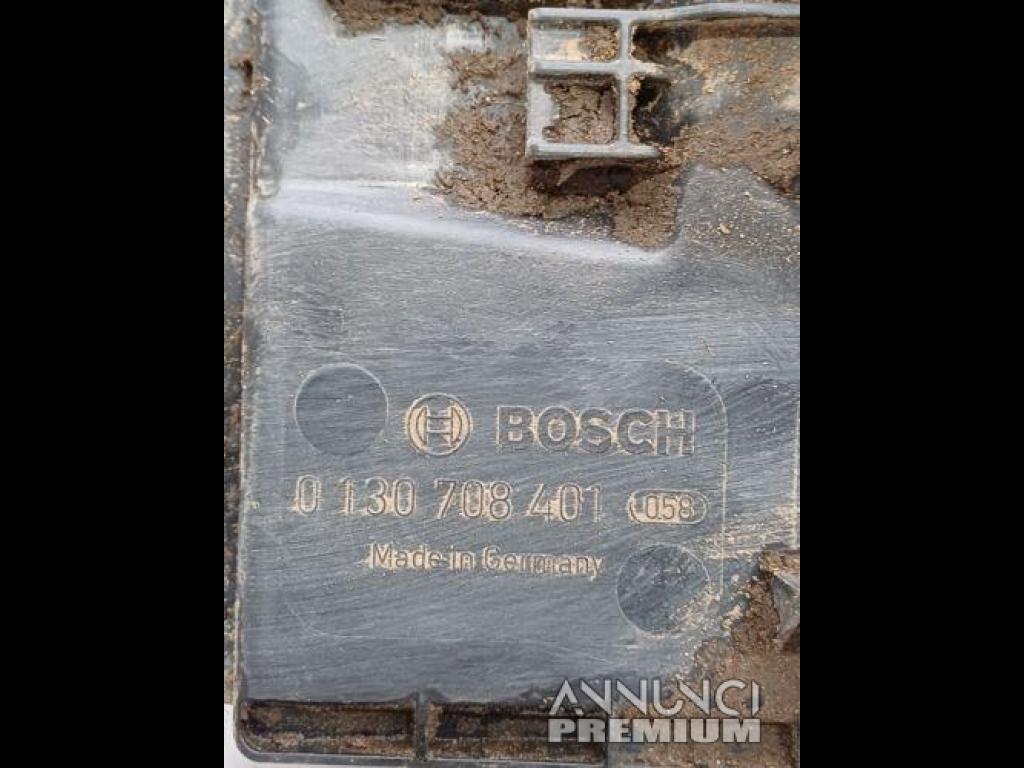 BOSCH
0 130 708 401 058
Made in Germany
ANNUNCI
PREMIUM